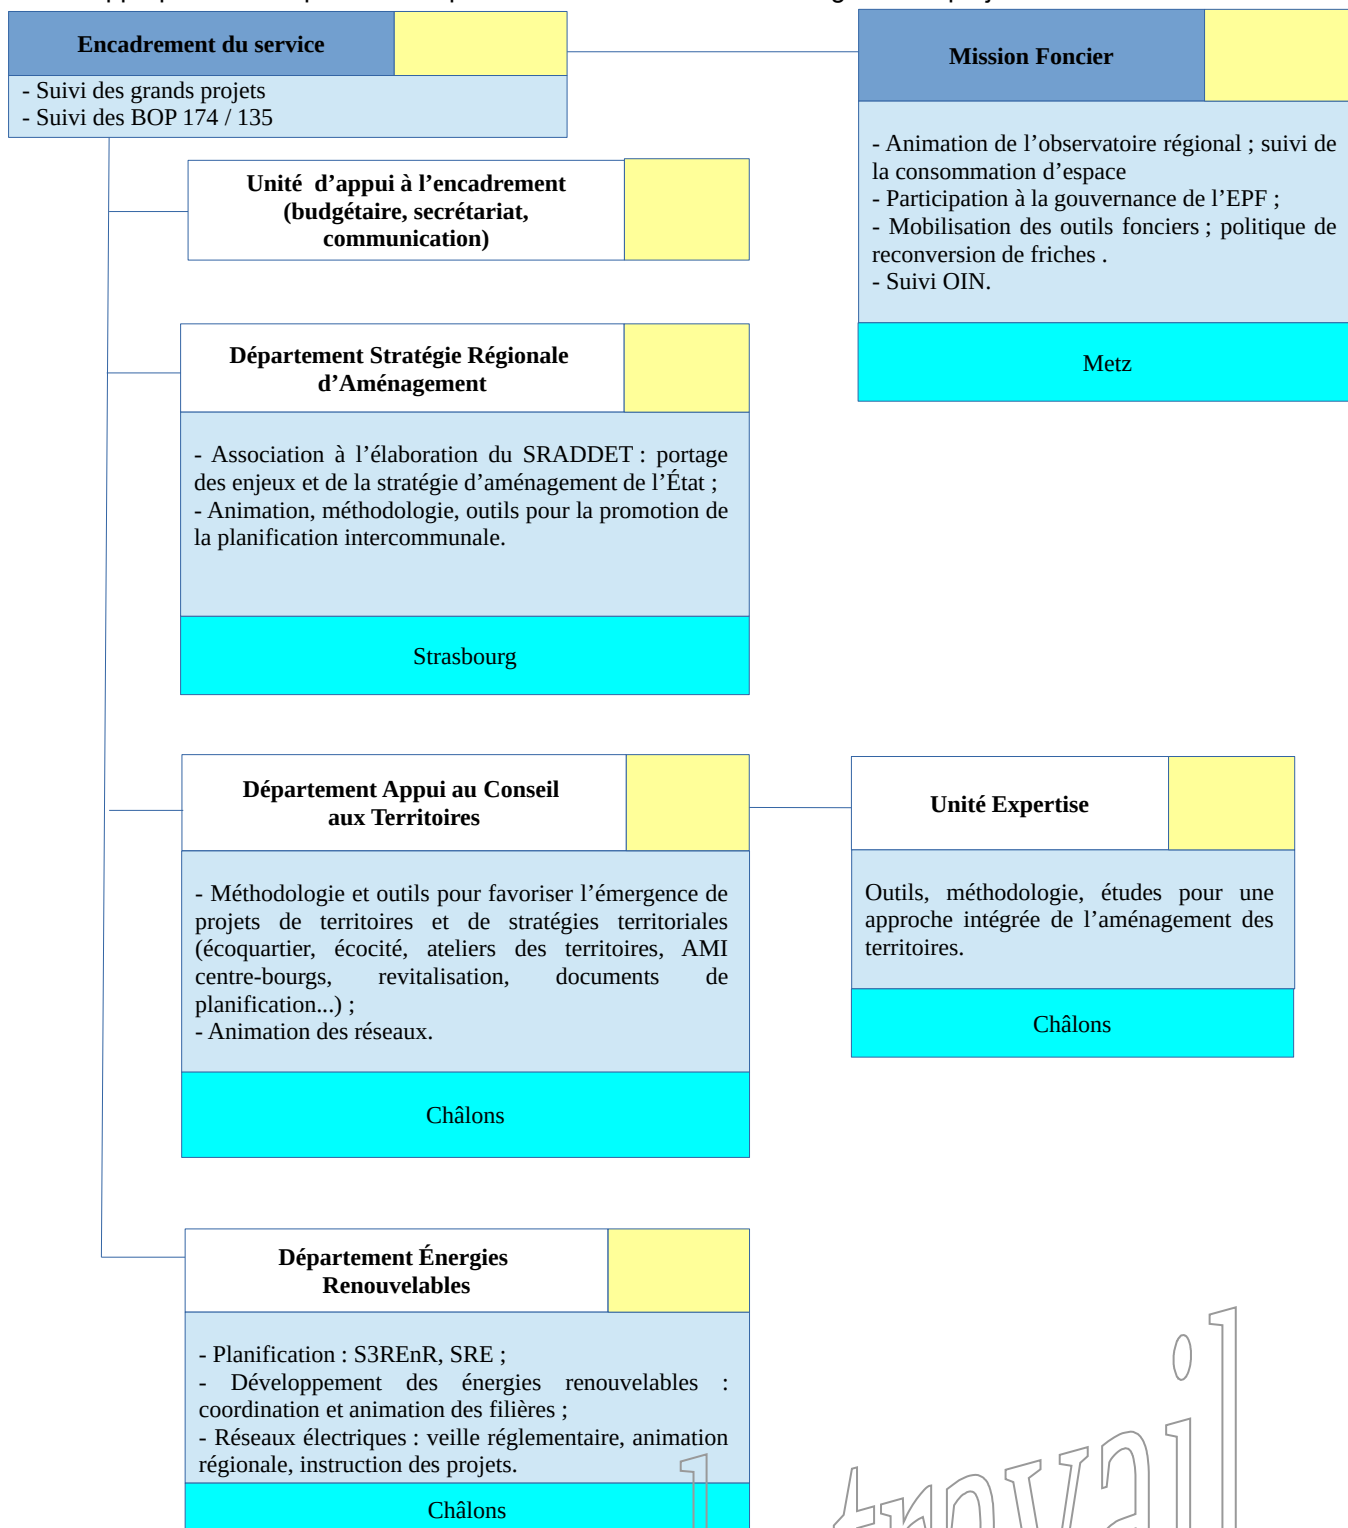 Encadrement du service
- Suivi des grands projets
- Suivi des BOP 174 / 135
Mission Foncier
- Animation de l’observatoire régional ; suivi de
la consommation d’espace
- Participation à la gouvernance de l’EPF ;
- Mobilisation des outils fonciers ; politique de
reconversion de friches .
- Suivi OIN.
Metz
Unité d’appui à l’encadrement
(budgétaire, secrétariat,
communication)
Département Stratégie Régionale
d’Aménagement
- Association à l’élaboration du SRADDET : portage
des enjeux et de la stratégie d’aménagement de l’État ;
- Animation, méthodologie, outils pour la promotion de
la planification intercommunale.
Strasbourg
Département Appui au Conseil
aux Territoires
- Méthodologie et outils pour favoriser l’émergence de
projets de territoires et de stratégies territoriales
(écoquartier, écocité, ateliers des territoires, AMI
centre-bourgs, revitalisation, documents de
planification...) ;
- Animation des réseaux.
Châlons
Unité Expertise
Outils, méthodologie, études pour une
approche intégrée de l’aménagement des
territoires.
Châlons
Département Énergies
Renouvelables
- Planification : S3REnR, SRE ;
- Développement des énergies renouvelables :
coordination et animation des filières ;
- Réseaux électriques : veille réglementaire, animation
régionale, instruction des projets.
Châlons
travail